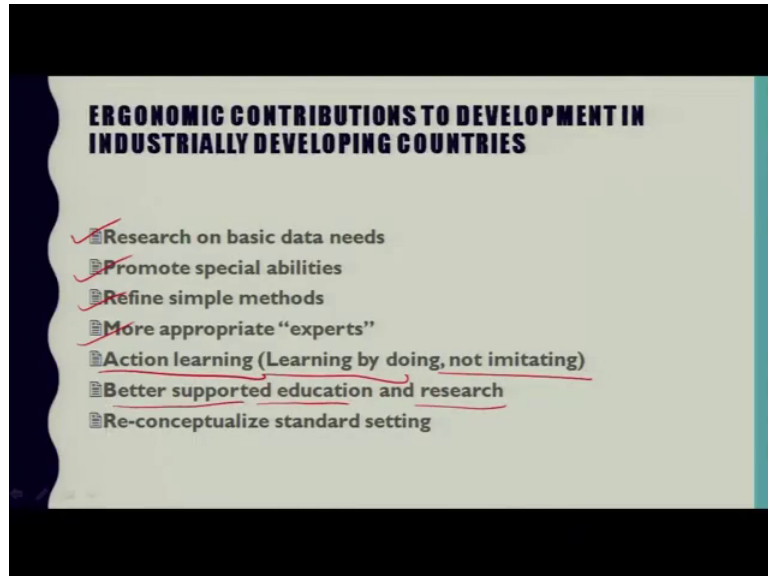 ERGONOMIC CONTRIBUTIONS TO DEVELOPMENT IN
INDUSTRIALLY DEVELOPING COUNTRIES
Research on basic data needs
Promote special abilities
Refine simple methods
More appropriate “experts”
Action learning (Learning by doing, not imitating)
Better supported education and research
Re-conceptualize standard setting